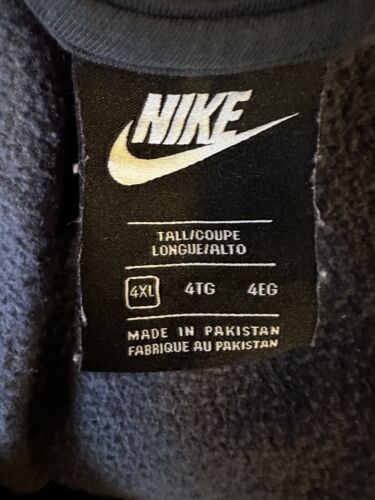 NIKE
TALL/COUPE
LONGUE/ALTO
4XL 4TG 4EG
MADE IN PAKISTAN
FABRIQUE AU PAKISTAN